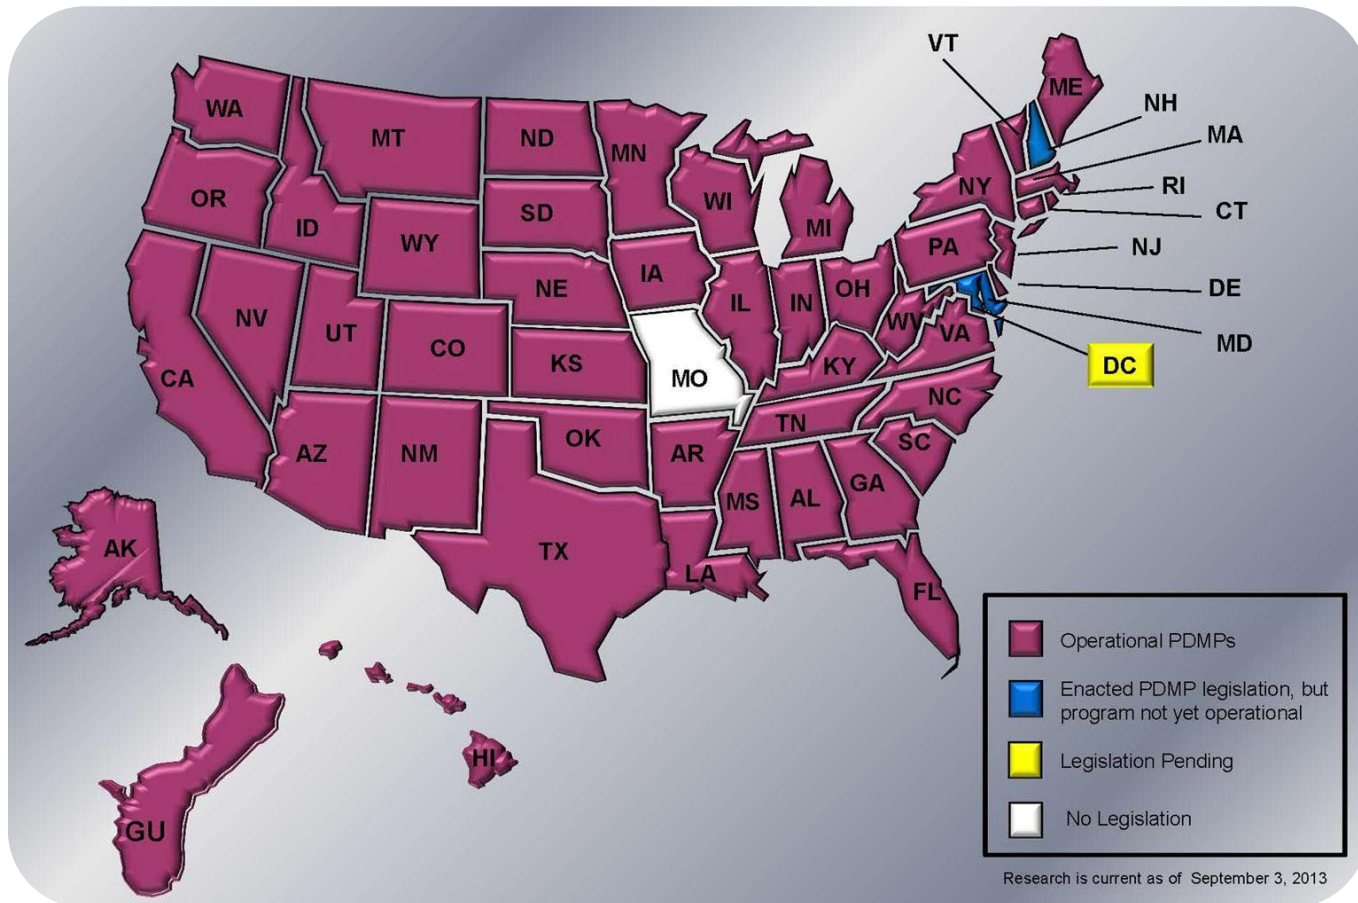 VT
ME
WA
NH
MT
ND
MN
MA
OR
ID
SD
WI
NY
RI
WY
MI
CT
PA
NJ
IA
NE
OH
DE
IL
IN
NV
UT
CO
WV
VA
MD
KS
KY
DC
CA
MO
NC
TN
OK
SC
AZ
NM
AR
GA
MS
AL
AK
TX
LA
FL
HI
GU
Operational PDMPs
Enacted PDMP legislation, but
program not yet operational
Legislation Pending
No Legislation
Research is current as of September 3, 2013